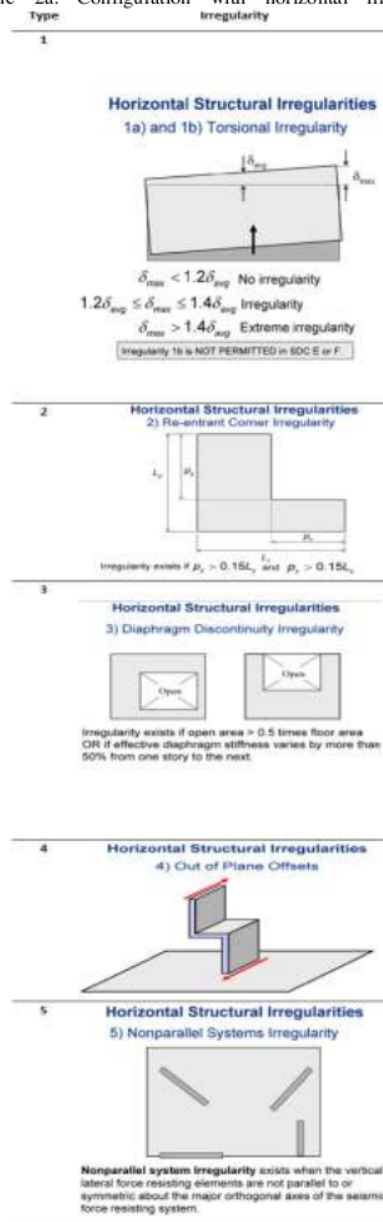 2a. Configuration with horizontal
Type Irregularity
1
Horizontal Structural Irregularities
1a) and 1b) Torsional Irregularity
δavg
δmax
δmax < 1.2δavg No irregularity
1.2δavg ≤ δmax ≤ 1.4δavg Irregularity
δmax > 1.4δavg Extreme irregularity
Irregularity 1b is NOT PERMITTED in SDC E or F.
2
Horizontal Structural Irregularities
2) Re-entrant Corner Irregularity
Ly
py
px
Lx
Irregularity exists if py > 0.15Ly and px > 0.15Lx
3
Horizontal Structural Irregularities
3) Diaphragm Discontinuity Irregularity
Open
Open
Irregularity exists if open area > 0.5 times floor area
OR if effective diaphragm stiffness varies by more than
50% from one story to the next.
4
Horizontal Structural Irregularities
4) Out of Plane Offsets
5
Horizontal Structural Irregularities
5) Nonparallel Systems Irregularity
Nonparallel system Irregularity exists when the vertical
lateral force resisting elements are not parallel to or
symmetric about the major orthogonal axes of the seismic
force resisting system.